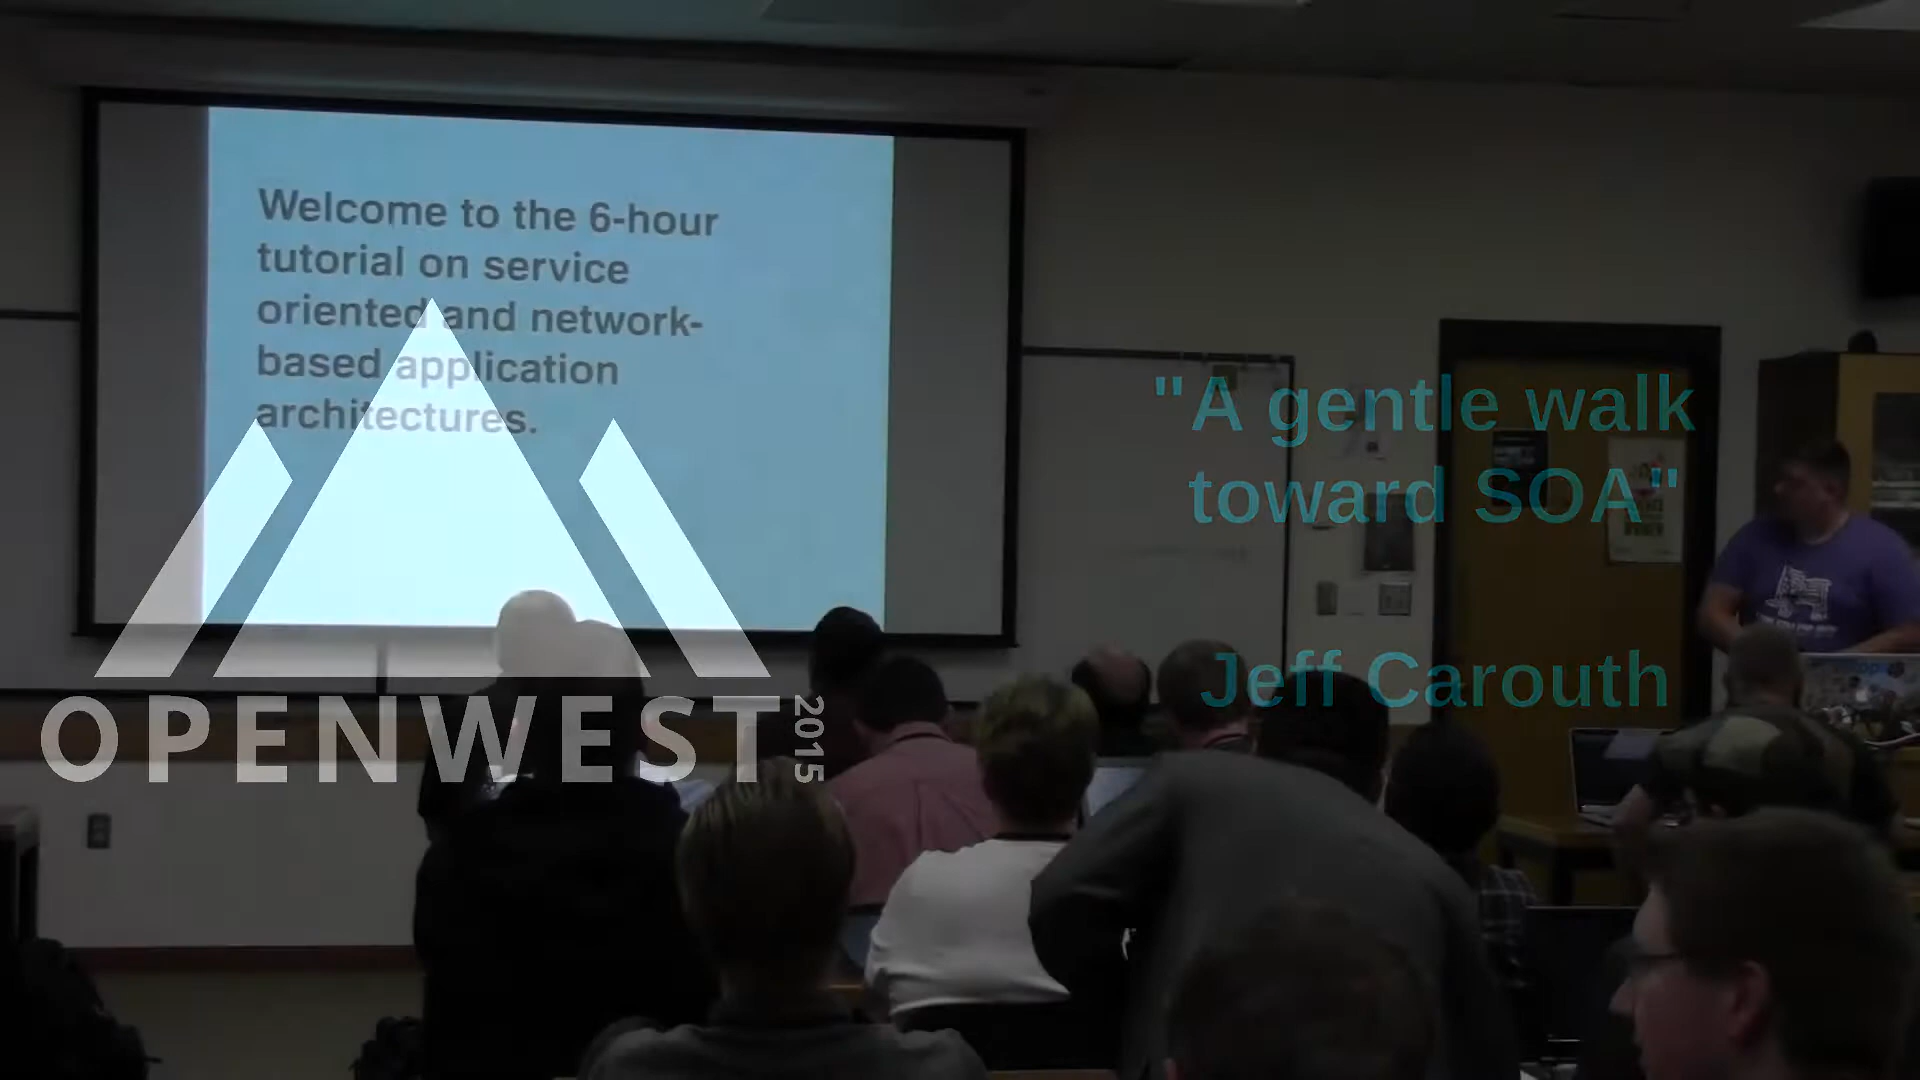 Welcome to the 6-hour
tutorial on service
oriented and network-
based application
architectures.
"A gentle walk
toward SOA"
Jeff Carouth
OPENWEST 2015